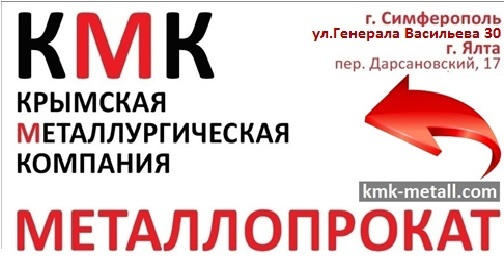 КМК
КРЫМСКАЯ
МЕТАЛЛУРГИЧЕСКАЯ
КОМПАНИЯ
г. Симферополь
ул.Генерала Васильева 30
г. Ялта
пер. Дарсановский, 17
kmk-metall.com
МЕТАЛЛОПРОКАТ